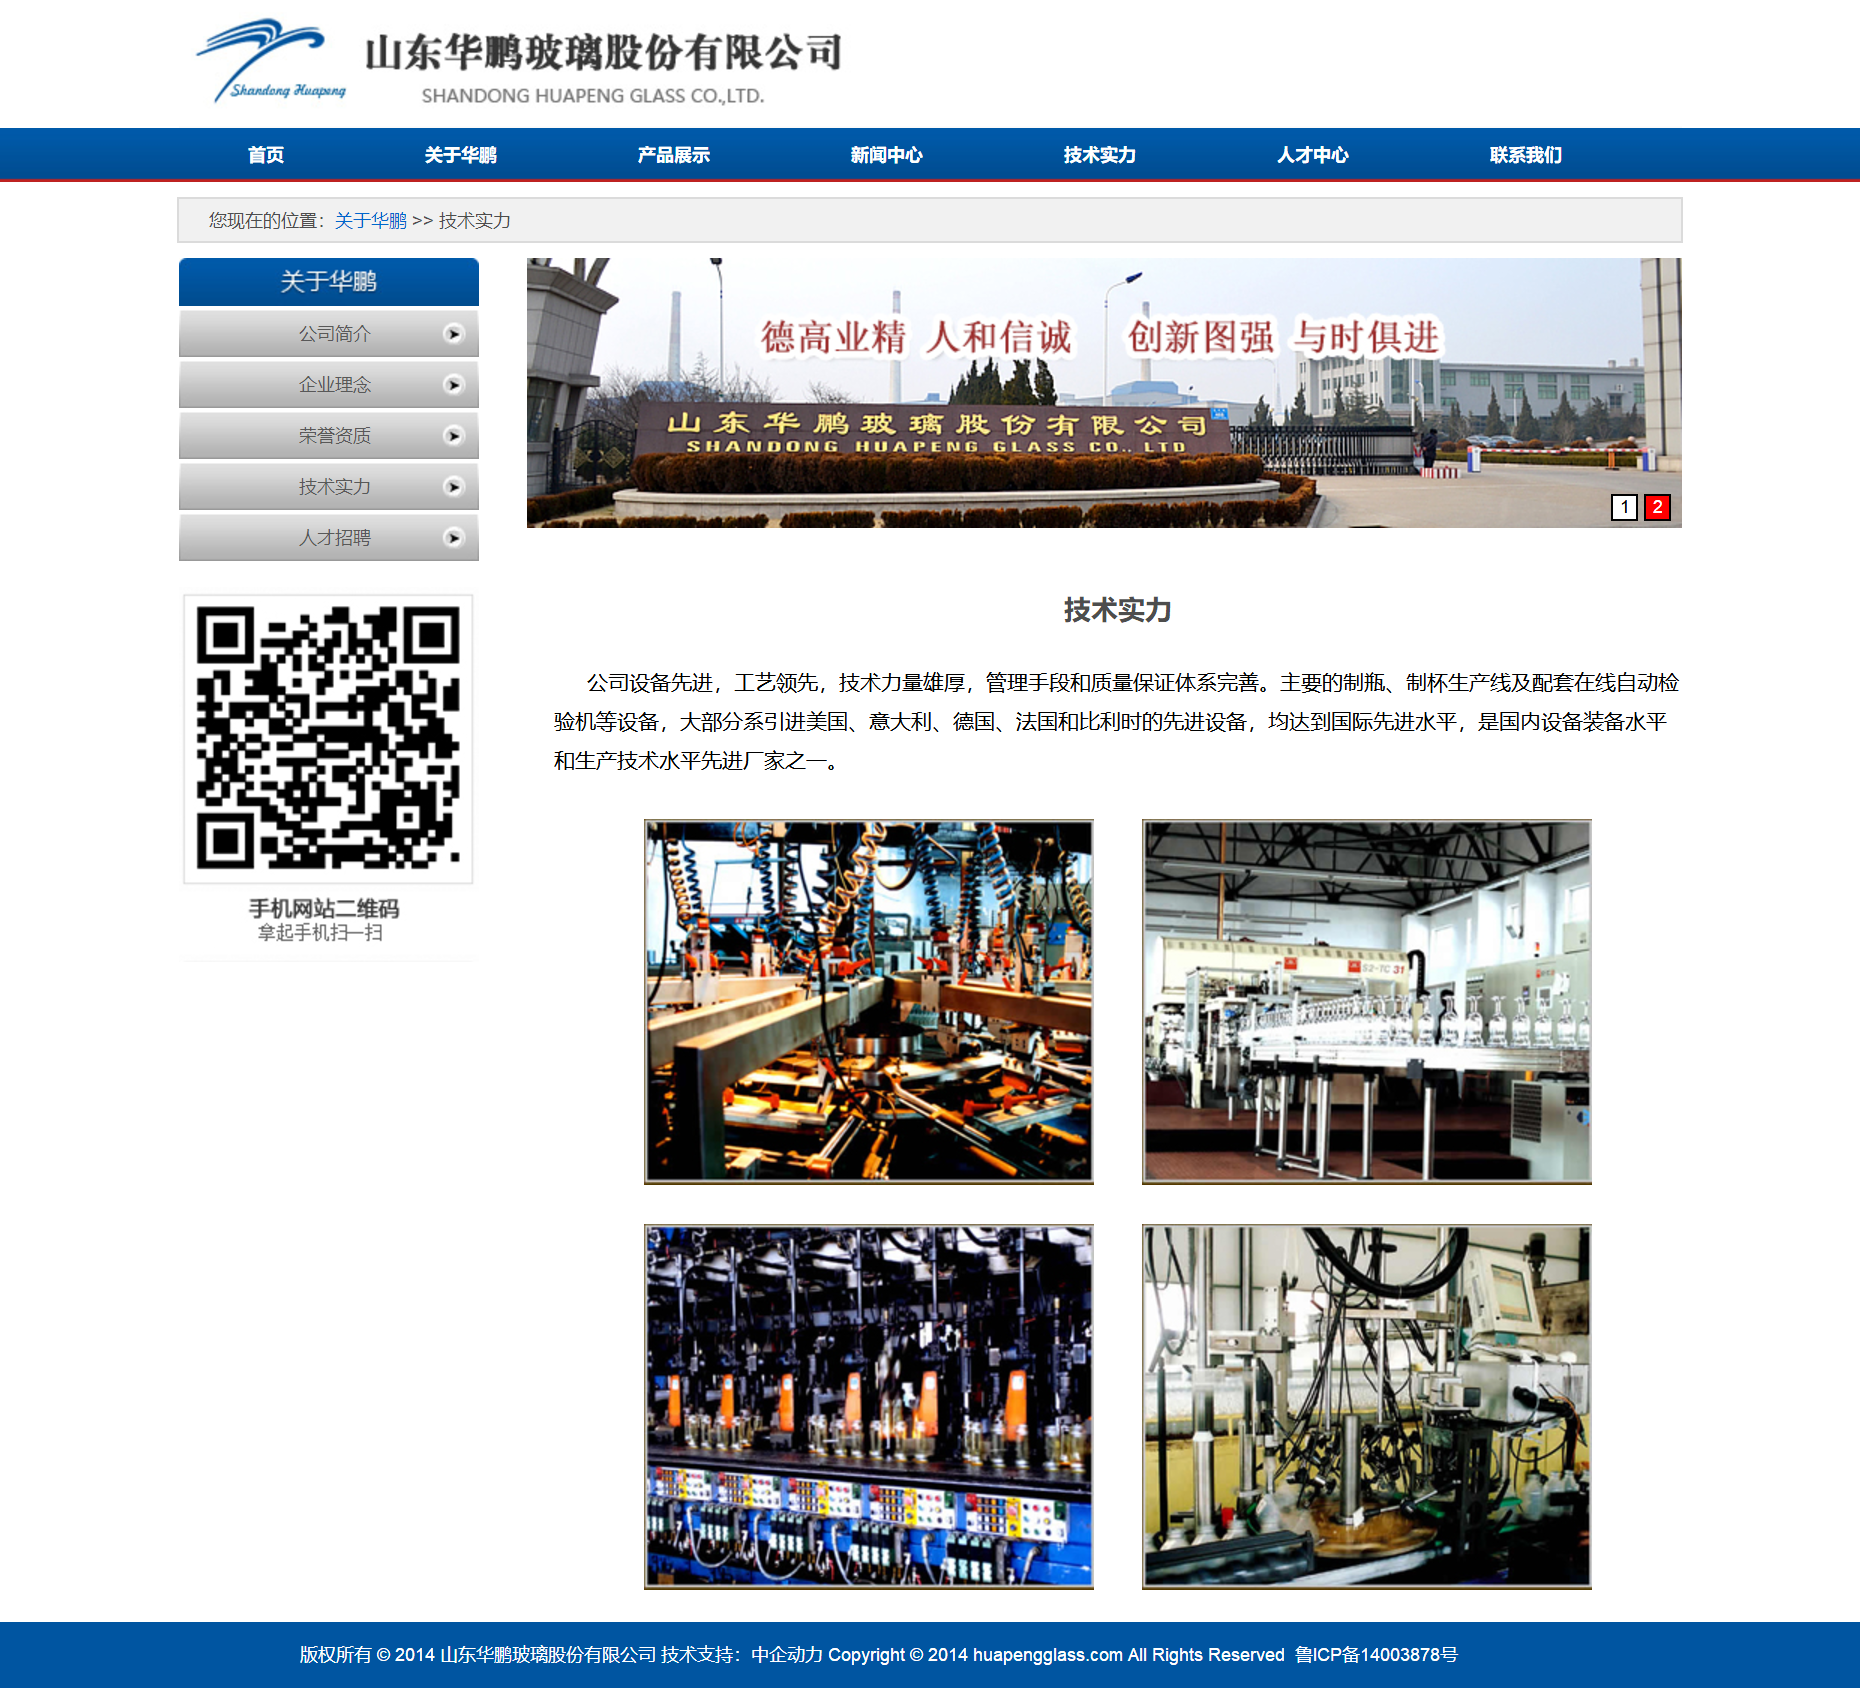 Shandong Huapeng
山东华鹏玻璃股份有限公司
SHANDONG HUAPENG GLASS CO.,LTD.
首页 关于华鹏 产品展示 新闻中心 技术实力 人才中心 联系我们
您现在的位置：关于华鹏 >> 技术实力
关于华鹏
公司简介
企业理念
荣誉资质
技术实力
人才招聘
手机网站二维码
拿起手机扫一扫
德高业精 人和信诚 创新图强 与时俱进
山东华鹏玻璃股份有限公司
SHANDONG HUAPENG GLASS CO., LTD
1 2
技术实力
公司设备先进，工艺领先，技术力量雄厚，管理手段和质量保证体系完善。主要的制瓶、制杯生产线及配套在线自动检
验机等设备，大部分系引进美国、意大利、德国、法国和比利时的先进设备，均达到国际先进水平，是国内设备装备水平
和生产技术水平先进厂家之一。
S2-TC 31
版权所有 © 2014 山东华鹏玻璃股份有限公司 技术支持：中企动力 Copyright © 2014 huapengglass.com All Rights Reserved 鲁ICP备14003878号